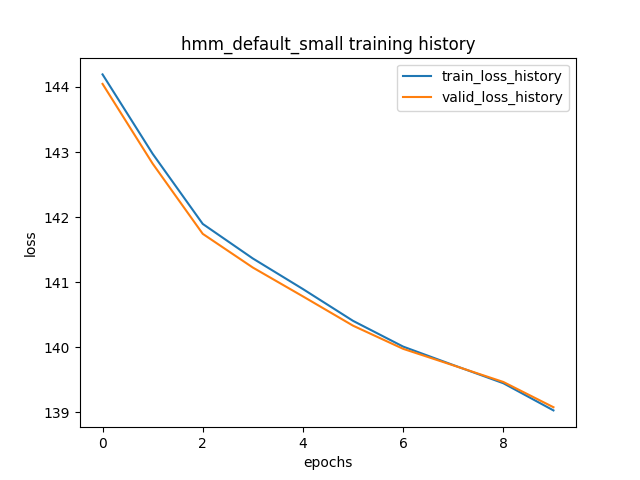 hmm_default_small training history
train_loss_history
valid_loss_history
144
143
142
141
140
139
loss
0 2 4 6 8
epochs